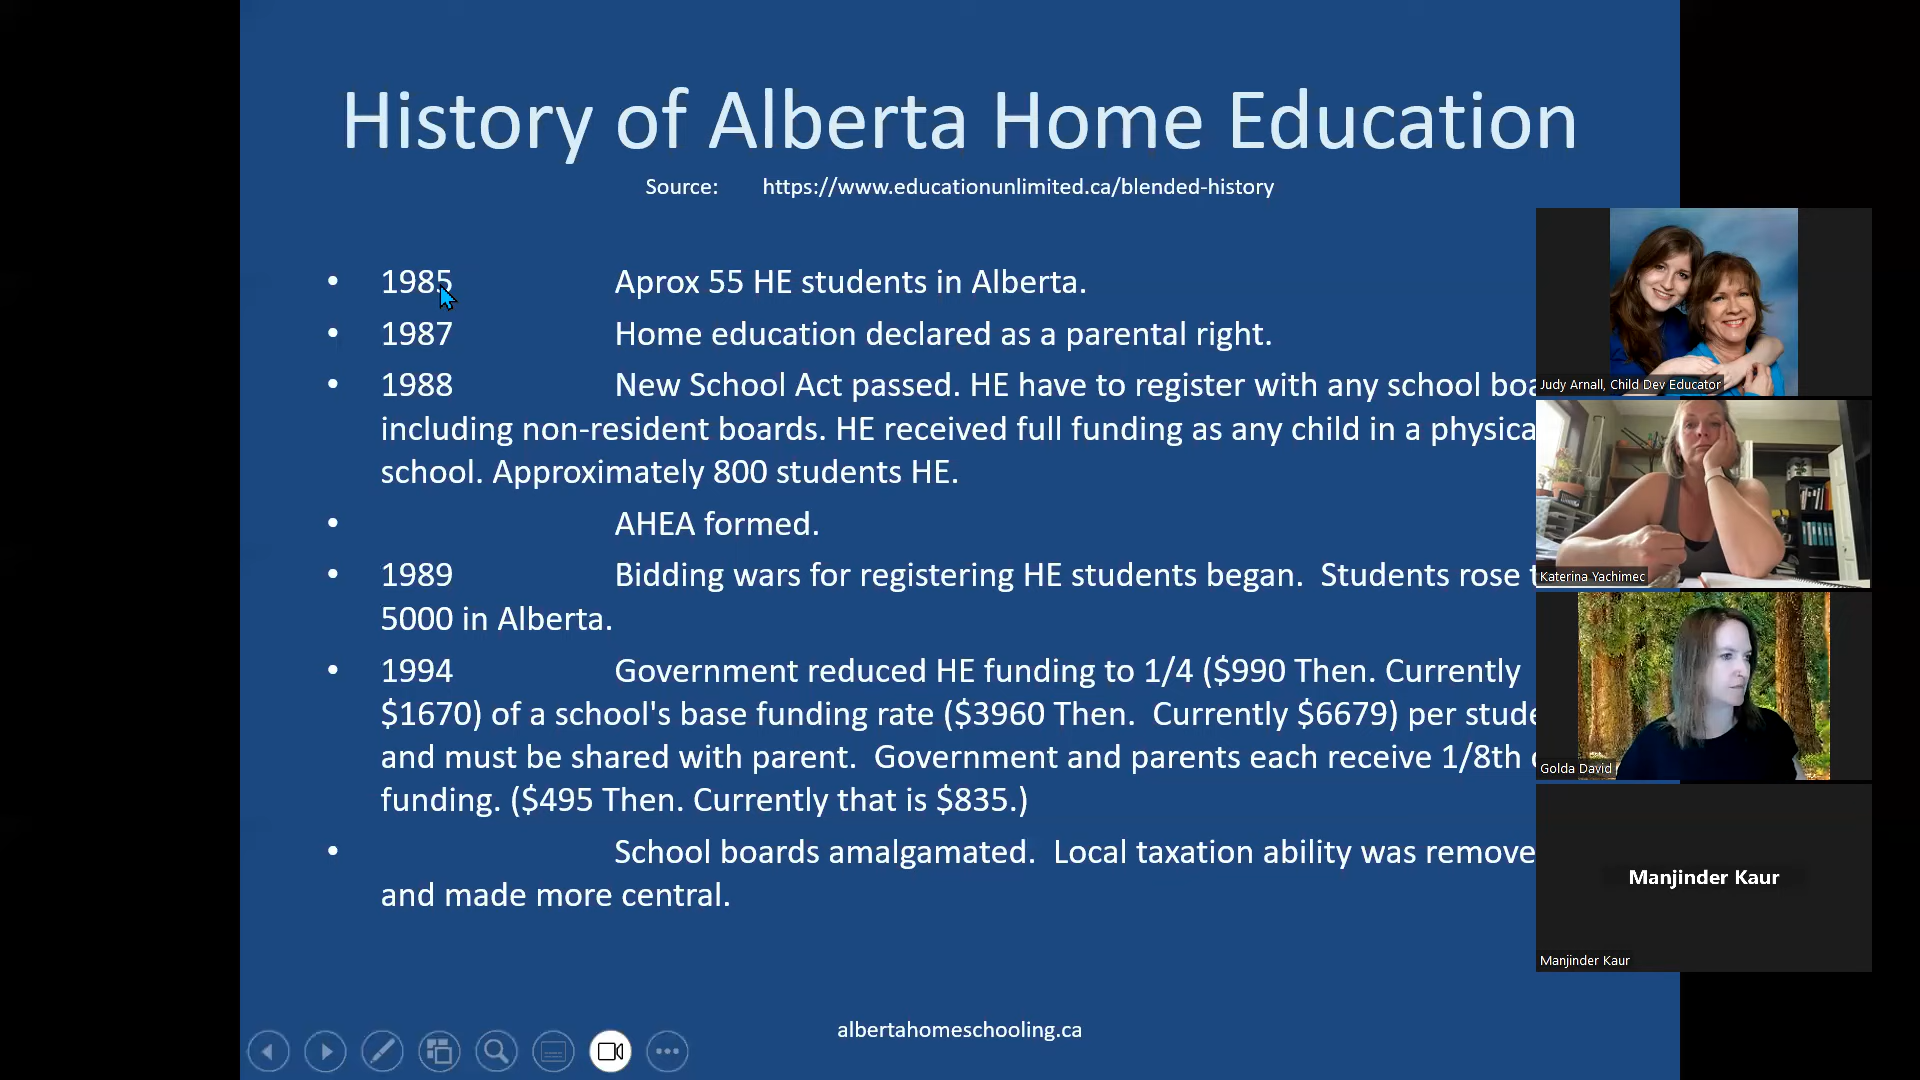 History of Alberta Home Education
Source: https://www.educationunlimited.ca/blended-history
• 1985 Aprox 55 HE students in Alberta.
• 1987 Home education declared as a parental right.
• 1988 New School Act passed. HE have to register with any school boa
including non-resident boards. HE received full funding as any child in a physica
school. Approximately 800 students HE.
• AHEA formed.
• 1989 Bidding wars for registering HE students began. Students rose t
5000 in Alberta.
• 1994 Government reduced HE funding to 1/4 ($990 Then. Currently
$1670) of a school's base funding rate ($3960 Then. Currently $6679) per stude
and must be shared with parent. Government and parents each receive 1/8th
funding. ($495 Then. Currently that is $835.)
• School boards amalgamated. Local taxation ability was remove
and made more central.
albertahomeschooling.ca
Judy Arnall, Child Dev Educator
Katerina Yachimec
Golda David
Manjinder Kaur
Manjinder Kaur